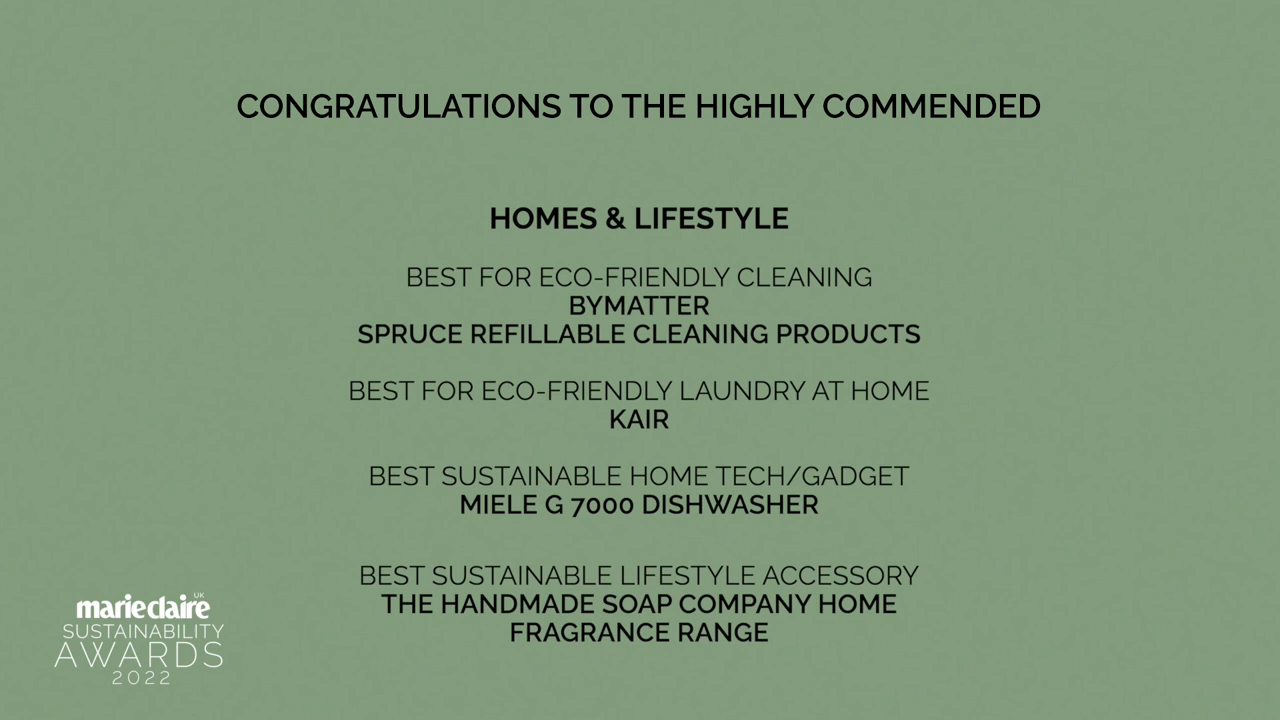 CONGRATULATIONS TO THE HIGHLY COMMENDED
HOMES & LIFESTYLE
BEST FOR ECO-FRIENDLY CLEANING
BYMATTER
SPRUCE REFILLABLE CLEANING PRODUCTS
BEST FOR ECO-FRIENDLY LAUNDRY AT HOME
KAIR
BEST SUSTAINABLE HOME TECH/GADGET
MIELE G 7000 DISHWASHER
BEST SUSTAINABLE LIFESTYLE ACCESSORY
THE HANDMADE SOAP COMPANY HOME
FRAGRANCE RANGE
UK
marie claire
SUSTAINABILITY
AWARDS
2022